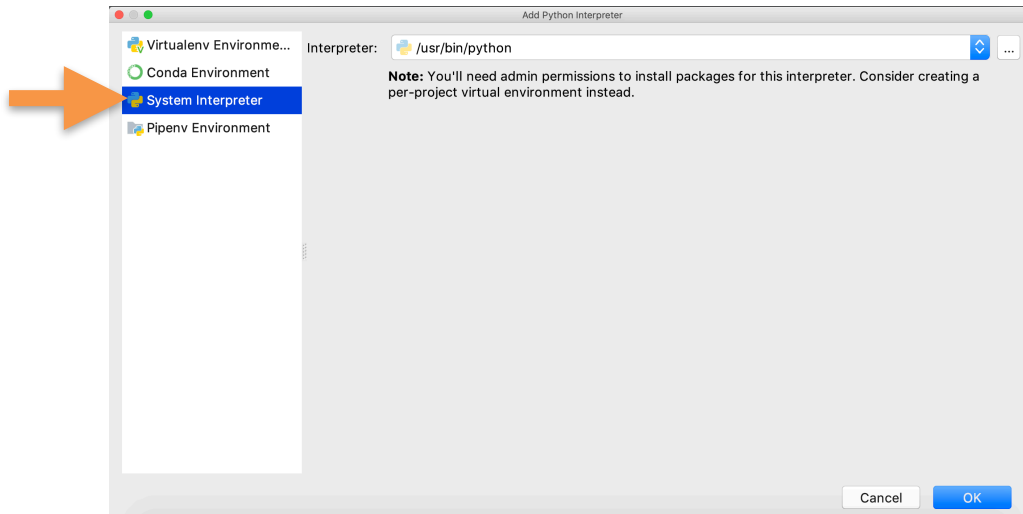 Add Python Interpreter
Virtualenv Environme...
Conda Environment
System Interpreter
Pipenv Environment
Interpreter:
/usr/bin/python
...
Note: You'll need admin permissions to install packages for this interpreter. Consider creating a
per-project virtual environment instead.
Cancel
OK